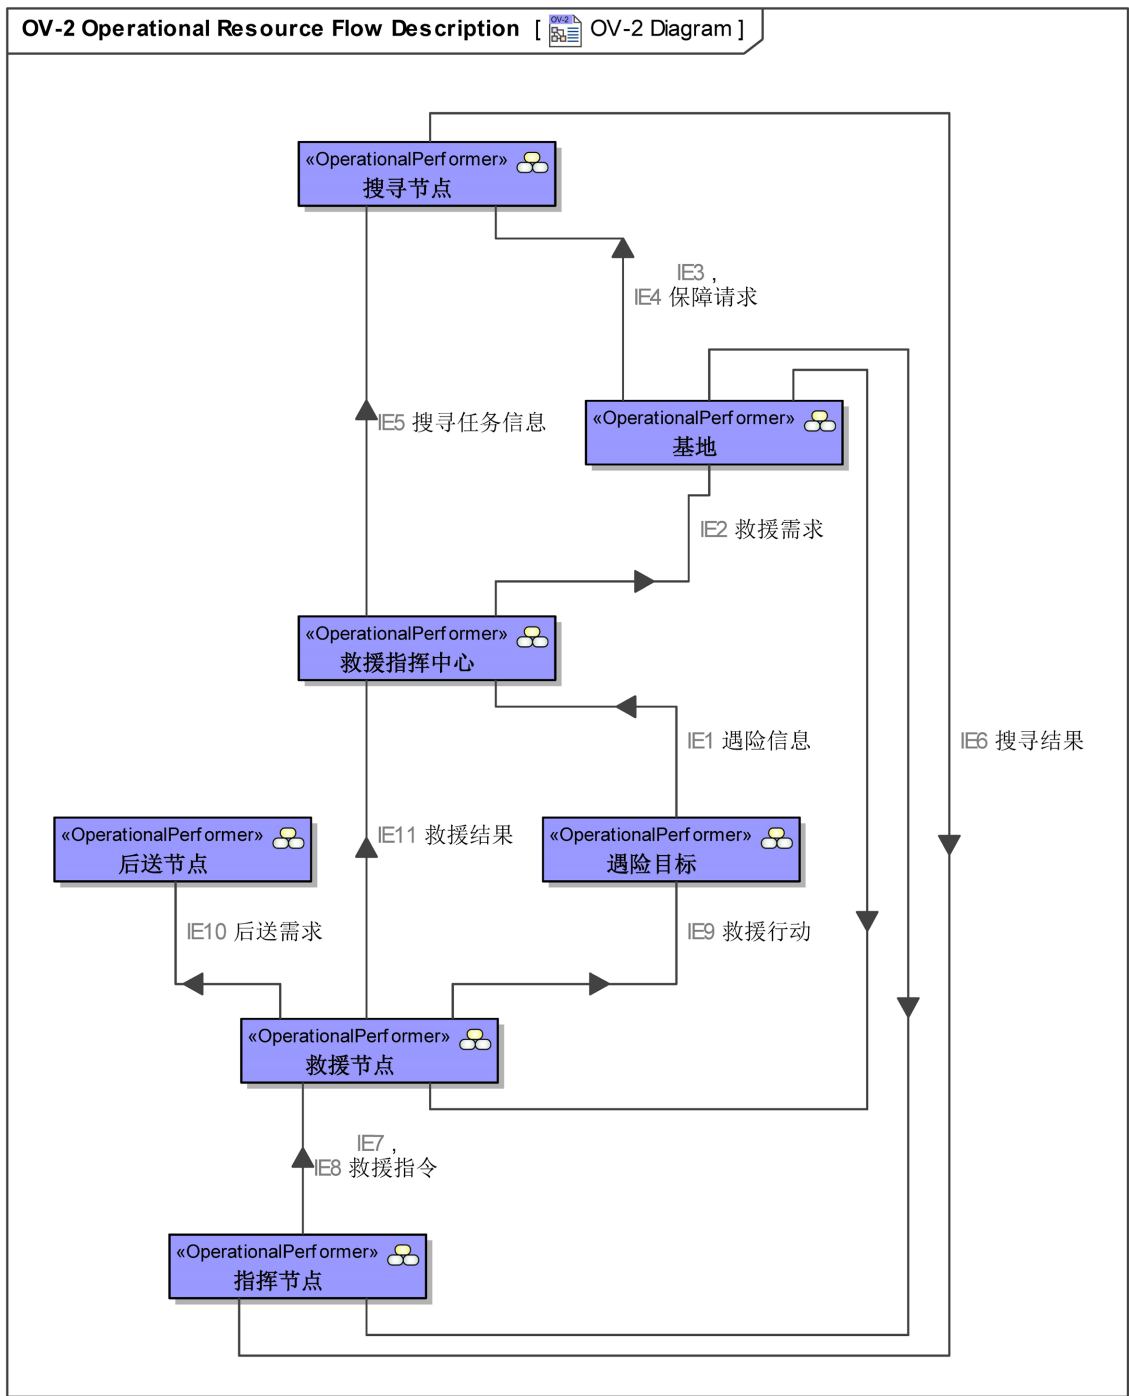 OV-2 Operational Resource Flow Description [ OV-2 OV-2 Diagram ]
«OperationalPerformer»
搜寻节点
IE3 ,
IE4 保障请求
«OperationalPerformer»
基地
IE5 搜寻任务信息
IE2 救援需求
«OperationalPerformer»
救援指挥中心
IE1 遇险信息
IE6 搜寻结果
«OperationalPerformer»
后送节点
IE11 救援结果
«OperationalPerformer»
遇险目标
IE10 后送需求
IE9 救援行动
«OperationalPerformer»
救援节点
IE7 ,
IE8 救援指令
«OperationalPerformer»
指挥节点